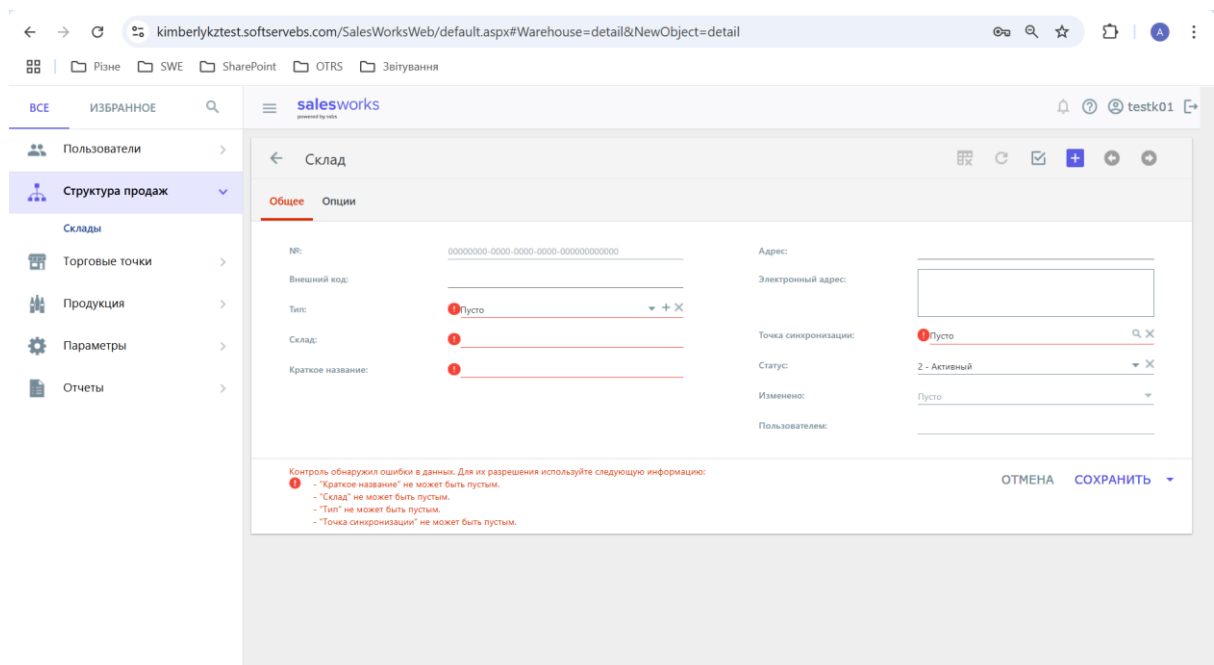 kimberlykztest.softservebs.com/SalesWorksWeb/default.aspx#Warehouse=detail&NewObject=detail
A
Різне SWE SharePoint OTRS Звітування
ВСЕ ИЗБРАННОЕ
salesworks
powered by sbs
testk01
Пользователи
Структура продаж
Склады
Торговые точки
Продукция
Параметры
Отчеты
Склад
Общее Опции
№: 00000000-0000-0000-0000-000000000000
Внешний код:
Тип: Пусто
Склад:
Краткое название:
Адрес:
Электронный адрес:
Точка синхронизации: Пусто
Статус: 2 - Активный
Изменено: Пусто
Пользователем:
Контроль обнаружил ошибки в данных. Для их разрешения используйте следующую информацию:
- "Краткое название" не может быть пустым.
- "Склад" не может быть пустым.
- "Тип" не может быть пустым.
- "Точка синхронизации" не может быть пустым.
ОТМЕНА СОХРАНИТЬ